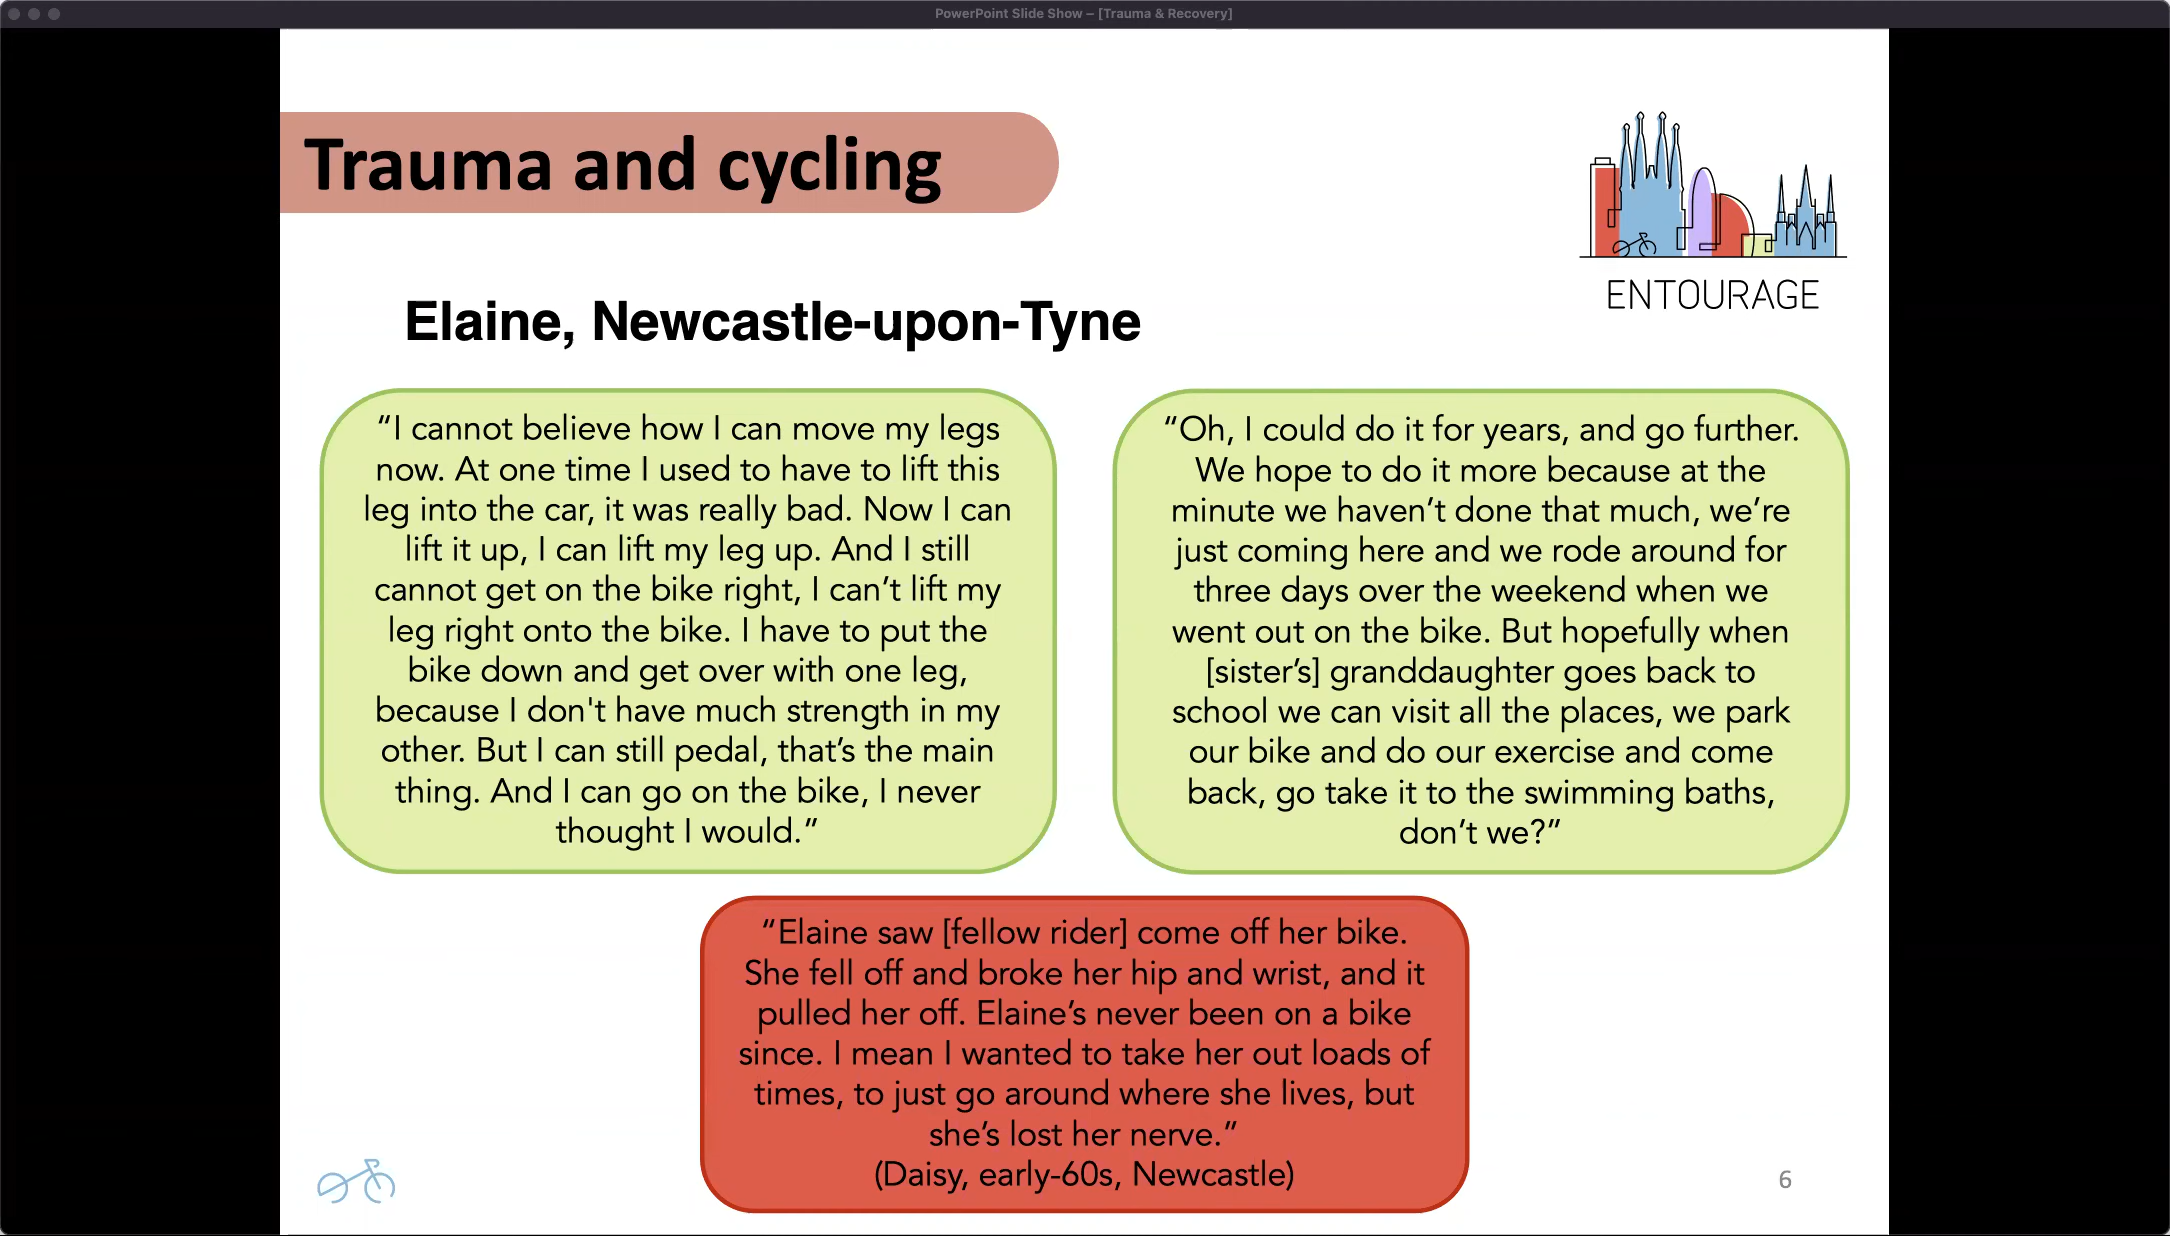 PowerPoint Slide Show – [Trauma & Recovery]
Trauma and cycling
ENTOURAGE
Elaine, Newcastle-upon-Tyne
“I cannot believe how I can move my legs
now. At one time I used to have to lift this
leg into the car, it was really bad. Now I can
lift it up, I can lift my leg up. And I still
cannot get on the bike right, I can’t lift my
leg right onto the bike. I have to put the
bike down and get over with one leg,
because I don't have much strength in my
other. But I can still pedal, that’s the main
thing. And I can go on the bike, I never
thought I would.”
“Oh, I could do it for years, and go further.
We hope to do it more because at the
minute we haven’t done that much, we’re
just coming here and we rode around for
three days over the weekend when we
went out on the bike. But hopefully when
[sister’s] granddaughter goes back to
school we can visit all the places, we park
our bike and do our exercise and come
back, go take it to the swimming baths,
don’t we?”
“Elaine saw [fellow rider] come off her bike.
She fell off and broke her hip and wrist, and it
pulled her off. Elaine’s never been on a bike
since. I mean I wanted to take her out loads of
times, to just go around where she lives, but
she’s lost her nerve.”
(Daisy, early-60s, Newcastle)
6